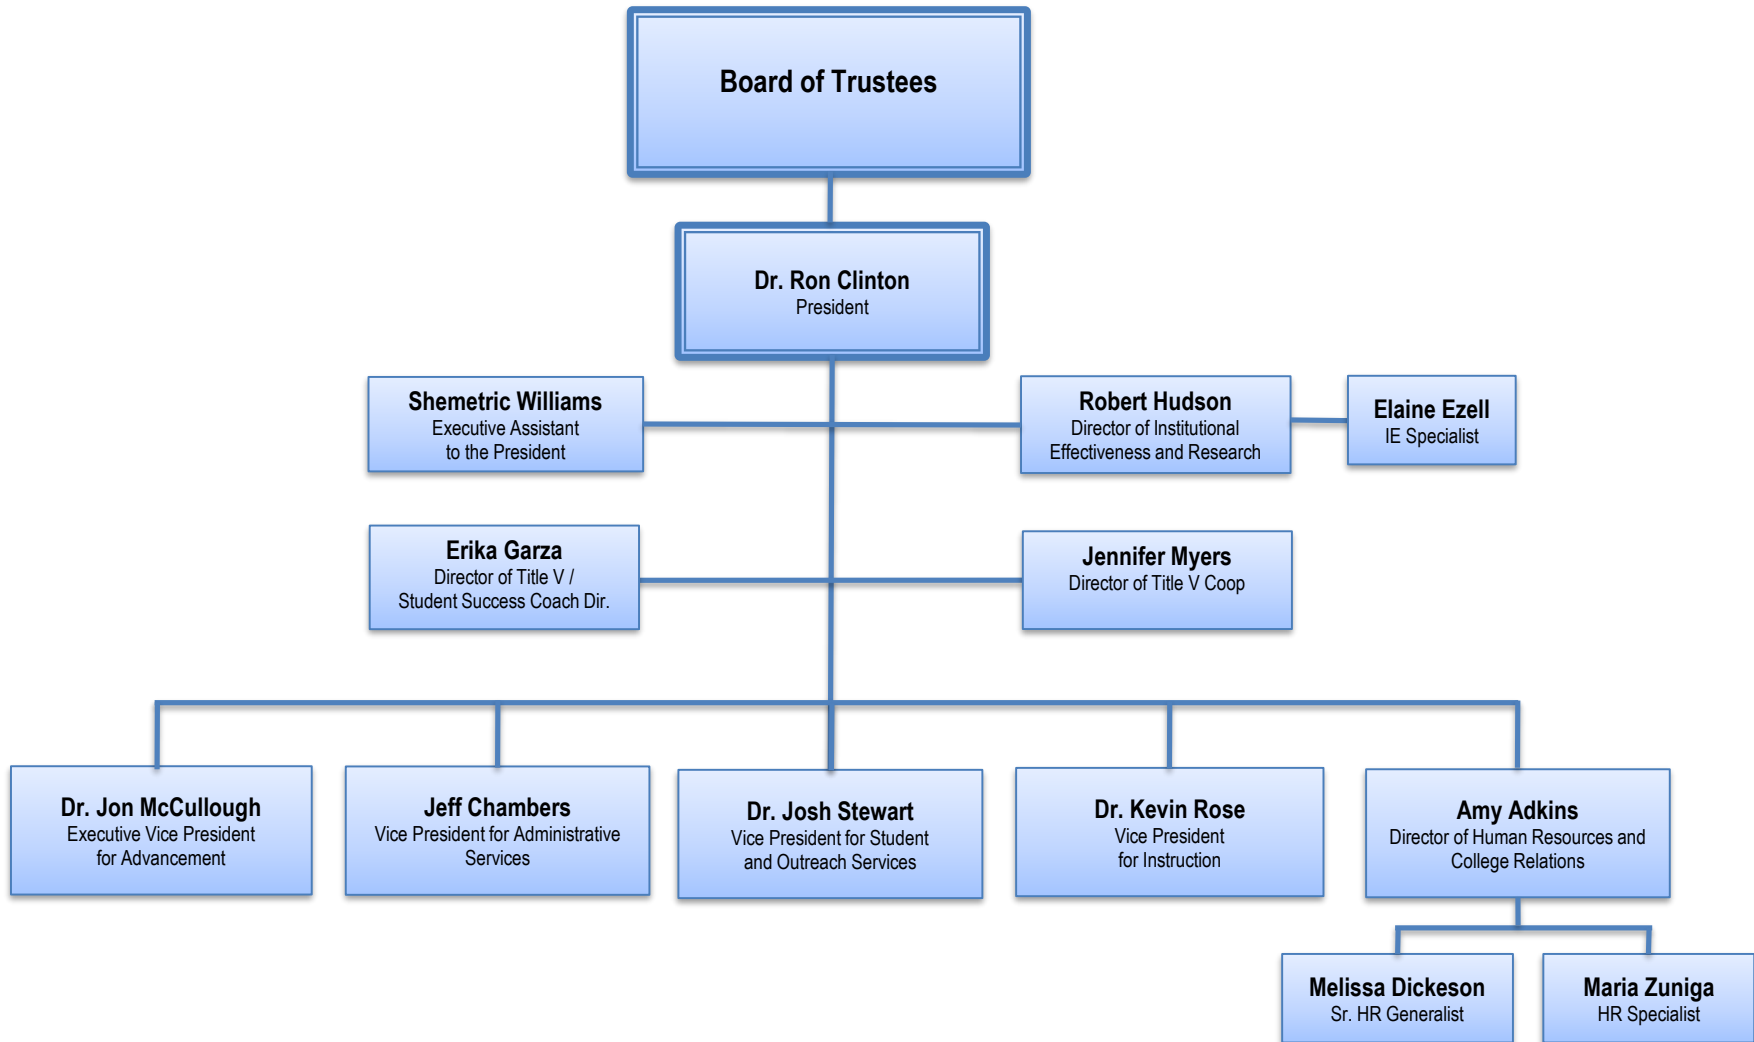 Board of Trustees
Dr. Ron Clinton
President
Shemetric Williams
Executive Assistant
to the President
Robert Hudson
Director of Institutional
Effectiveness and Research
Elaine Ezell
IE Specialist
Erika Garza
Director of Title V /
Student Success Coach Dir.
Jennifer Myers
Director of Title V Coop
Dr. Jon McCullough
Executive Vice President
for Advancement
Jeff Chambers
Vice President for Administrative
Services
Dr. Josh Stewart
Vice President for Student
and Outreach Services
Dr. Kevin Rose
Vice President
for Instruction
Amy Adkins
Director of Human Resources and
College Relations
Melissa Dickeson
Sr. HR Generalist
Maria Zuniga
HR Specialist